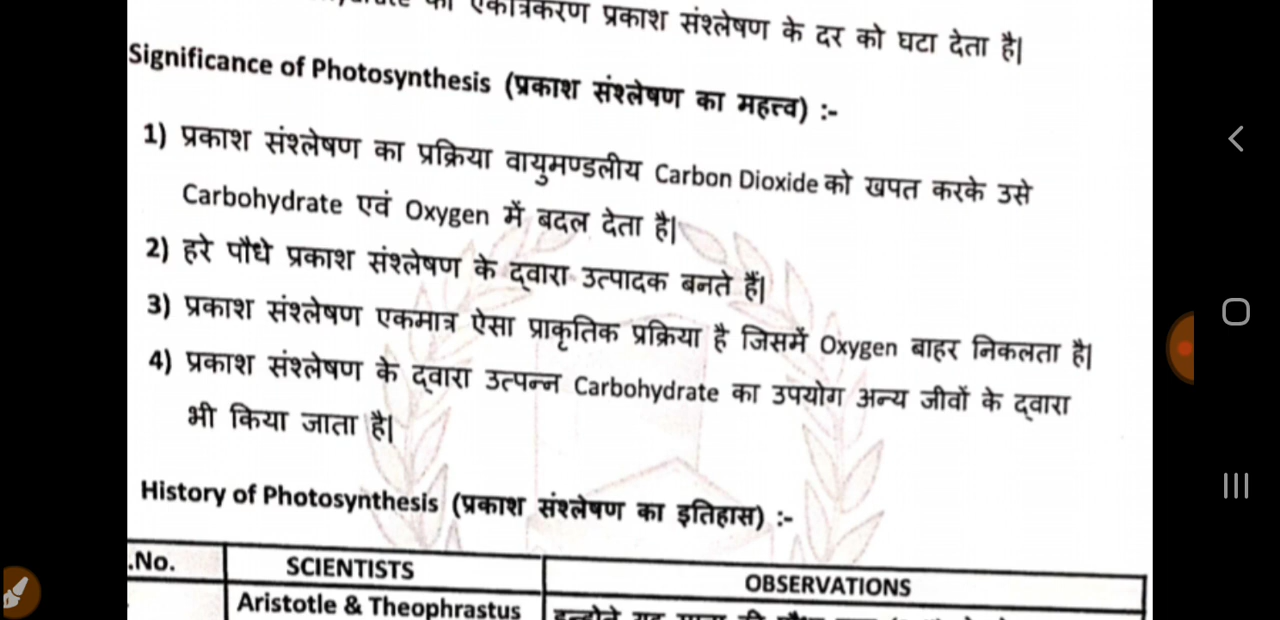 एकत्रिकरण प्रकाश संश्लेषण के दर को घटा देता है|
Significance of Photosynthesis (प्रकाश संश्लेषण का महत्त्व) :-
1) प्रकाश संश्लेषण का प्रक्रिया वायुमण्डलीय Carbon Dioxide को खपत करके उसे
Carbohydrate एवं Oxygen में बदल देता है|
2) हरे पौधे प्रकाश संश्लेषण के द्वारा उत्पादक बनते हैं|
3) प्रकाश संश्लेषण एकमात्र ऐसा प्राकृतिक प्रक्रिया है जिसमें Oxygen बाहर निकलता है|
4) प्रकाश संश्लेषण के द्वारा उत्पन्न Carbohydrate का उपयोग अन्य जीवों के द्वारा
भी किया जाता है|
History of Photosynthesis (प्रकाश संश्लेषण का इतिहास) :-
.No. SCIENTISTS OBSERVATIONS
Aristotle & Theophrastus